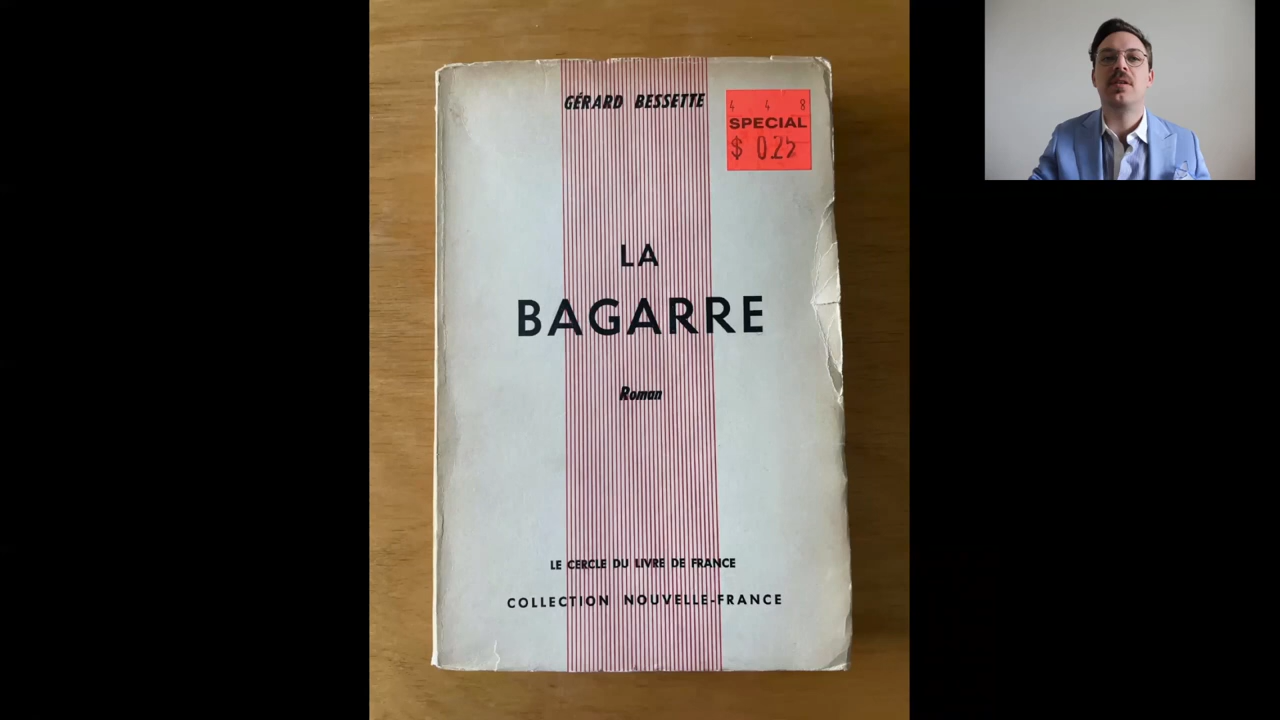 GÉRARD BESSETTE
4 4 8
SPECIAL
$ 0.25
LA
BAGARRE
Roman
LE CERCLE DU LIVRE DE FRANCE
COLLECTION NOUVELLE-FRANCE